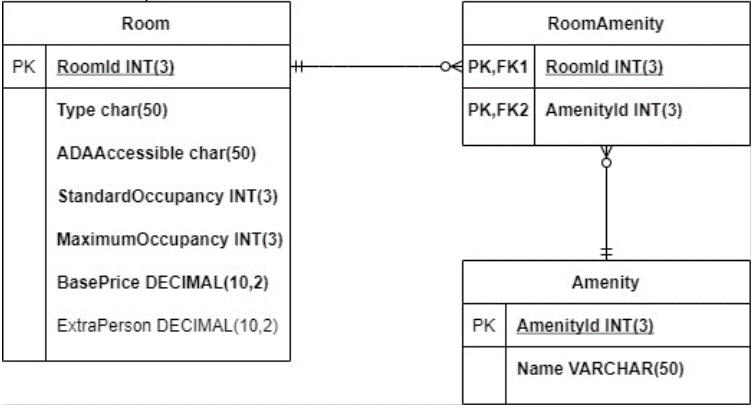 Room
PK RoomId INT(3)
Type char(50)
ADAAccessible char(50)
StandardOccupancy INT(3)
MaximumOccupancy INT(3)
BasePrice DECIMAL(10,2)
ExtraPerson DECIMAL(10,2)
RoomAmenity
PK,FK1 RoomId INT(3)
PK,FK2 AmenityId INT(3)
Amenity
PK AmenityId INT(3)
Name VARCHAR(50)